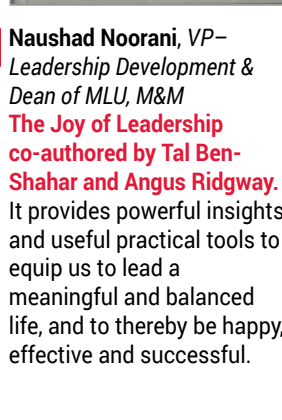 Naushad Noorani, VP–
Leadership Development &
Dean of MLU, M&M
The Joy of Leadership
co-authored by Tal Ben-
Shahar and Angus Ridgway.
It provides powerful insights
and useful practical tools to
equip us to lead a
meaningful and balanced
life, and to thereby be happy,
effective and successful.